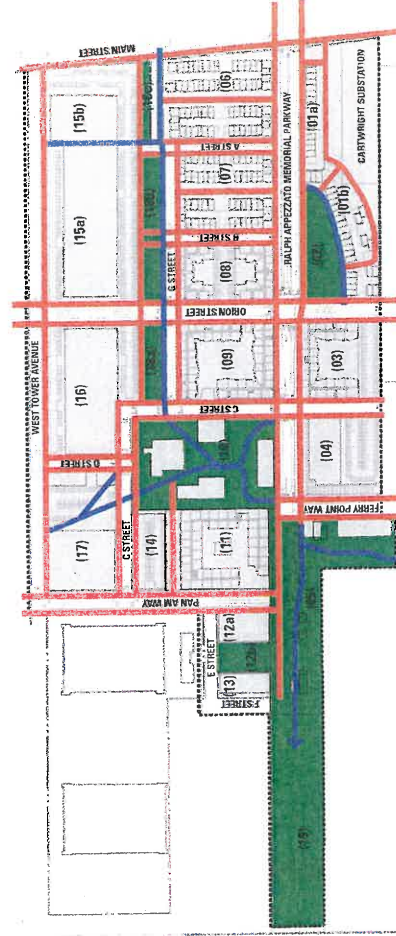 MAIN STREET
WEST TOWER AVENUE
(15b)
(15a)
(16)
(17)
(06)
A STREET
(07)
B STREET
(08)
G STREET
ORION STREET
(09)
C STREET
D STREET
C STREET
(14)
(11)
PAN AM WAY
E STREET
(12a)
(13)
F STREET
RALPH APPEZZATO MEMORIAL PARKWAY
(01a)
(01b)
CARTWRIGHT SUBSTATION
(03)
(04)
FERRY POINT WAY